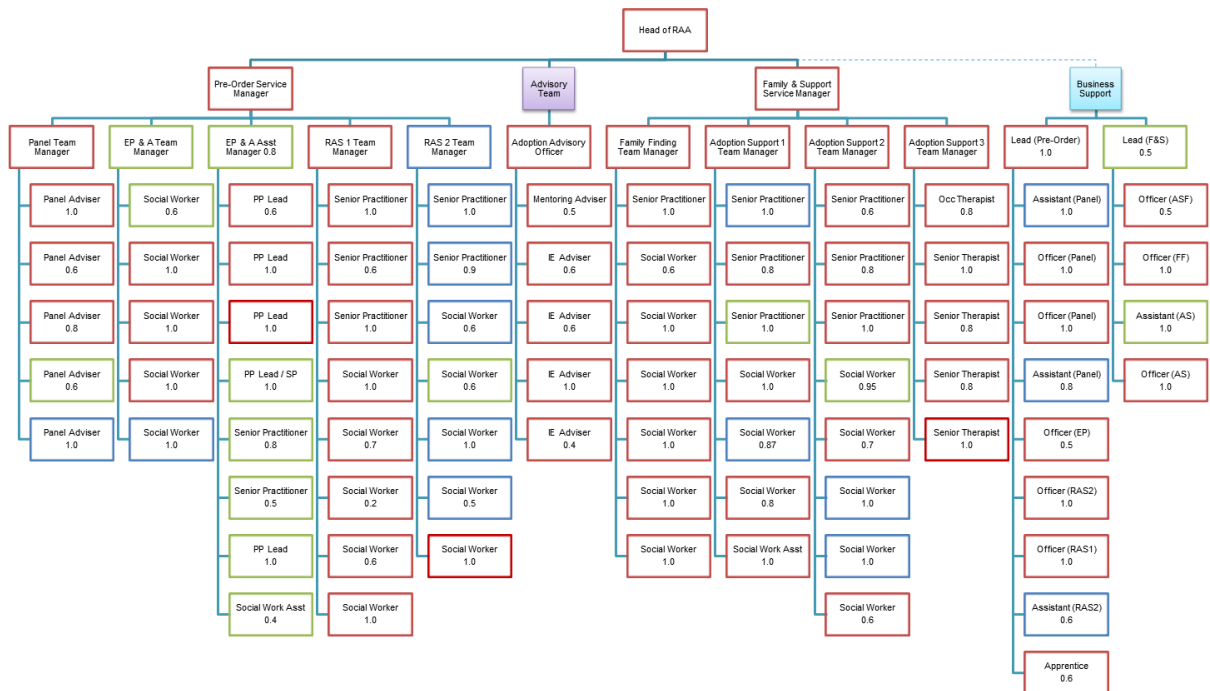 Head of RAA
Pre-Order Service
Manager
Advisory
Team
Family & Support
Service Manager
Business
Support
Panel Team
Manager
EP & A Team
Manager
EP & A Asst
Manager 0.8
RAS 1 Team
Manager
RAS 2 Team
Manager
Adoption Advisory
Officer
Family Finding
Team Manager
Adoption Support 1
Team Manager
Adoption Support 2
Team Manager
Adoption Support 3
Team Manager
Lead (Pre-Order)
1.0
Lead (F&S)
0.5
Panel Adviser
1.0
Panel Adviser
0.6
Panel Adviser
0.8
Panel Adviser
0.6
Panel Adviser
1.0
Social Worker
0.6
Social Worker
1.0
Social Worker
1.0
Social Worker
1.0
Social Worker
1.0
PP Lead
0.6
PP Lead
1.0
PP Lead
1.0
PP Lead / SP
1.0
Senior Practitioner
0.8
Senior Practitioner
0.5
PP Lead
1.0
Social Work Asst
0.4
Senior Practitioner
1.0
Senior Practitioner
0.6
Senior Practitioner
1.0
Social Worker
1.0
Social Worker
0.7
Social Worker
0.2
Social Worker
0.6
Social Worker
1.0
Senior Practitioner
1.0
Senior Practitioner
0.9
Social Worker
0.6
Social Worker
0.6
Social Worker
1.0
Social Worker
0.5
Social Worker
1.0
Mentoring Adviser
0.5
IE Adviser
0.6
IE Adviser
0.6
IE Adviser
1.0
IE Adviser
0.4
Senior Practitioner
1.0
Social Worker
0.6
Social Worker
1.0
Social Worker
1.0
Social Worker
1.0
Social Worker
1.0
Social Worker
1.0
Senior Practitioner
1.0
Senior Practitioner
0.8
Senior Practitioner
1.0
Social Worker
1.0
Social Worker
0.87
Social Worker
0.8
Social Work Asst
1.0
Senior Practitioner
0.6
Senior Practitioner
0.8
Senior Practitioner
1.0
Social Worker
0.95
Social Worker
0.7
Social Worker
1.0
Social Worker
1.0
Social Worker
0.6
Occ Therapist
0.8
Senior Therapist
1.0
Senior Therapist
0.8
Senior Therapist
0.8
Senior Therapist
1.0
Assistant (Panel)
1.0
Officer (Panel)
1.0
Officer (Panel)
1.0
Assistant (Panel)
0.8
Officer (EP)
0.5
Officer (RAS2)
1.0
Officer (RAS1)
1.0
Assistant (RAS2)
0.6
Apprentice
0.6
Officer (ASF)
0.5
Officer (FF)
1.0
Assistant (AS)
1.0
Officer (AS)
1.0